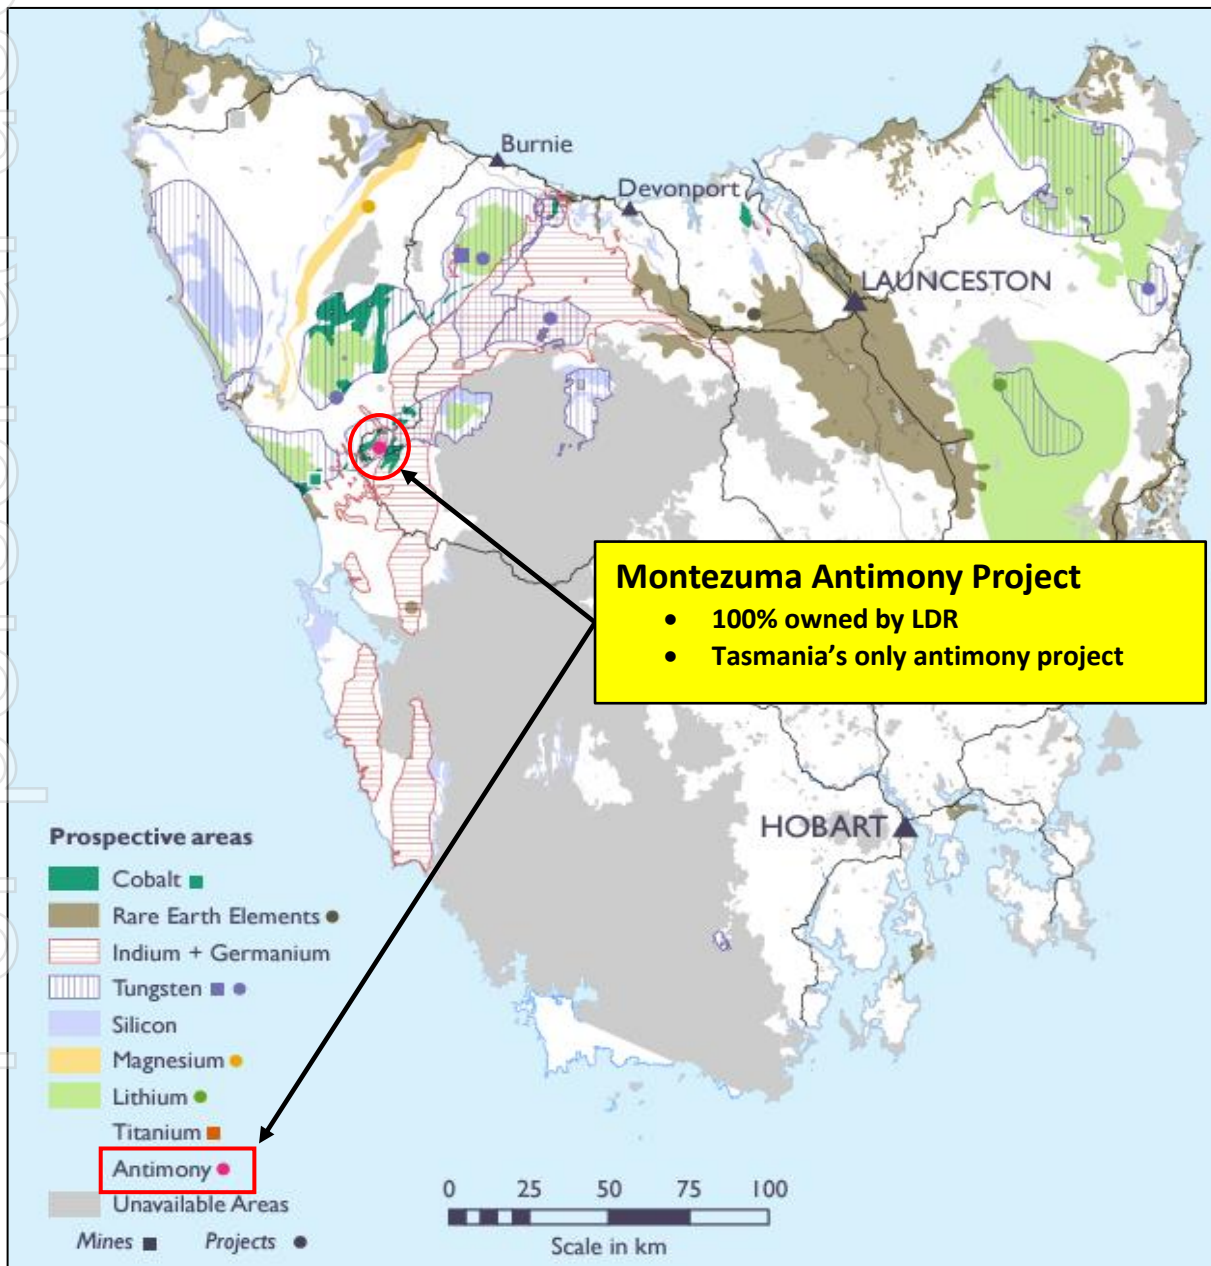 Burnie
Devonport
LAUNCESTON
Montezuma Antimony Project
• 100% owned by LDR
• Tasmania's only antimony project
HOBART
Prospective areas
Cobalt
Rare Earth Elements
Indium + Germanium
Tungsten
Silicon
Magnesium
Lithium
Titanium
Antimony
Unavailable Areas
Mines Projects
0 25 50 75 100
Scale in km